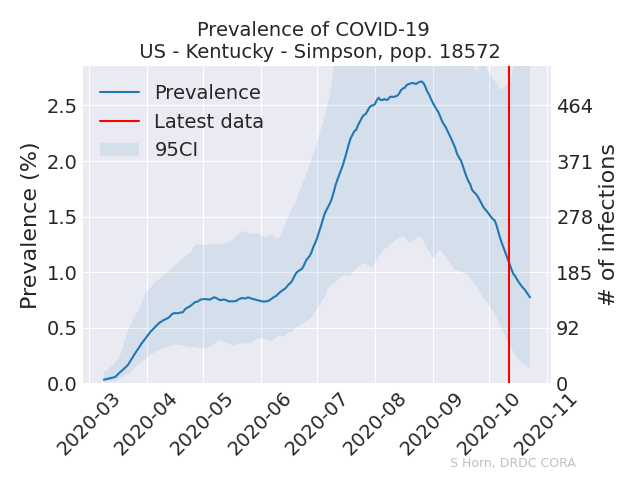 Prevalence of COVID-19
US - Kentucky - Simpson, pop. 18572
Prevalence
Latest data
95CI
Prevalence (%)
2.5
2.0
1.5
1.0
0.5
0.0
464
371
278
185
92
0
# of infections
2020-03
2020-04
2020-05
2020-06
2020-07
2020-08
2020-09
2020-10
2020-11
S Horn, DRDC CORA